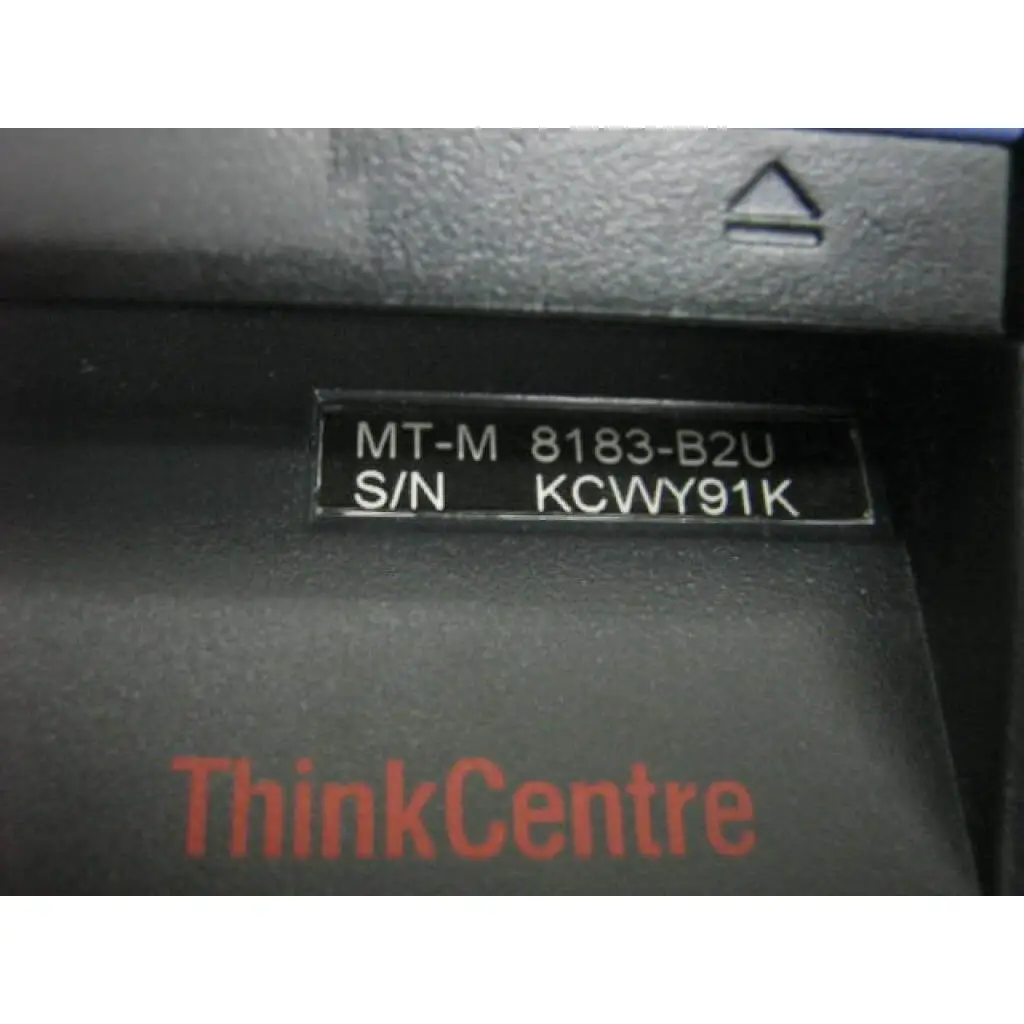 MT-M 8183-B2U
S/N KCWY91K
ThinkCentre